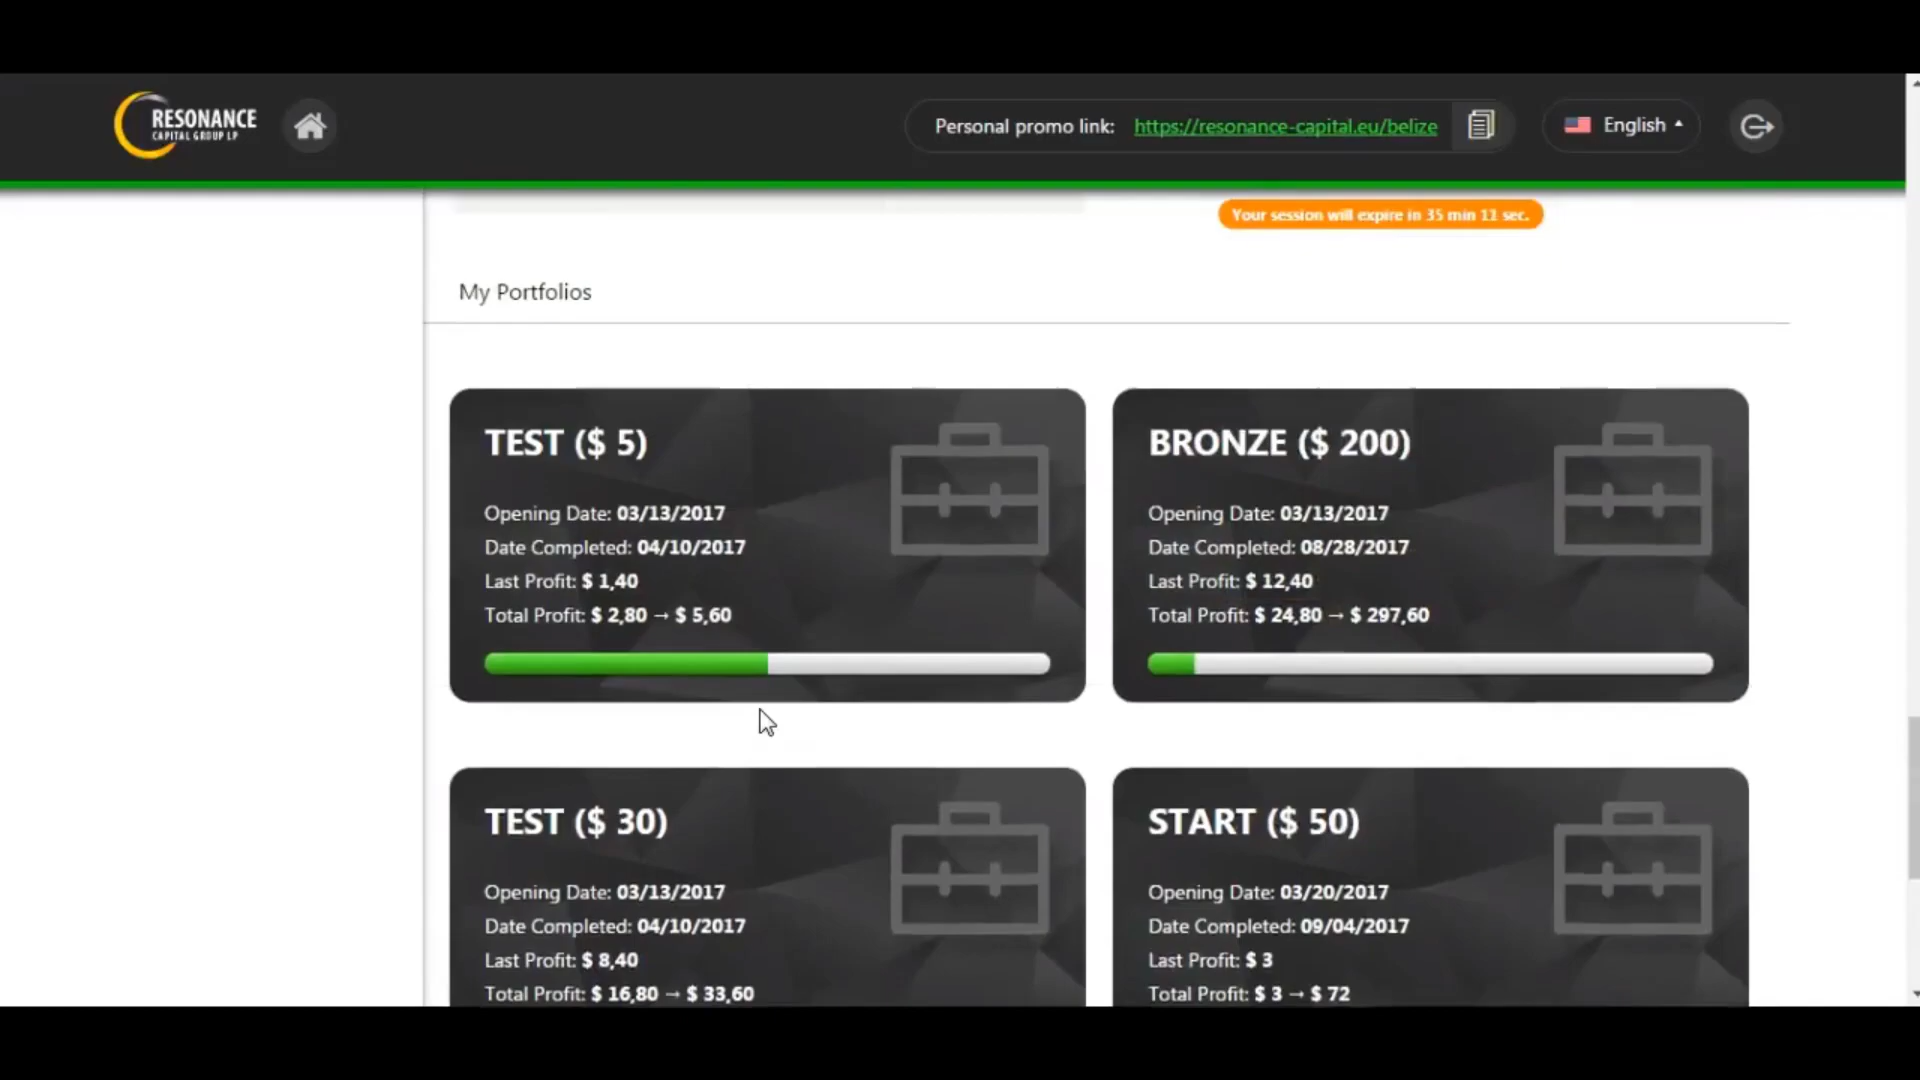 RESONANCE
CAPITAL GROUP LP
Personal promo link: https://resonance-capital.eu/belize
English
Your session will expire in 35 min 11 sec.
My Portfolios
TEST ($ 5)
Opening Date: 03/13/2017
Date Completed: 04/10/2017
Last Profit: $ 1,40
Total Profit: $ 2,80 → $ 5,60
BRONZE ($ 200)
Opening Date: 03/13/2017
Date Completed: 08/28/2017
Last Profit: $ 12,40
Total Profit: $ 24,80 → $ 297,60
TEST ($ 30)
Opening Date: 03/13/2017
Date Completed: 04/10/2017
Last Profit: $ 8,40
Total Profit: $ 16,80 → $ 33,60
START ($ 50)
Opening Date: 03/20/2017
Date Completed: 09/04/2017
Last Profit: $ 3
Total Profit: $ 3 → $ 72